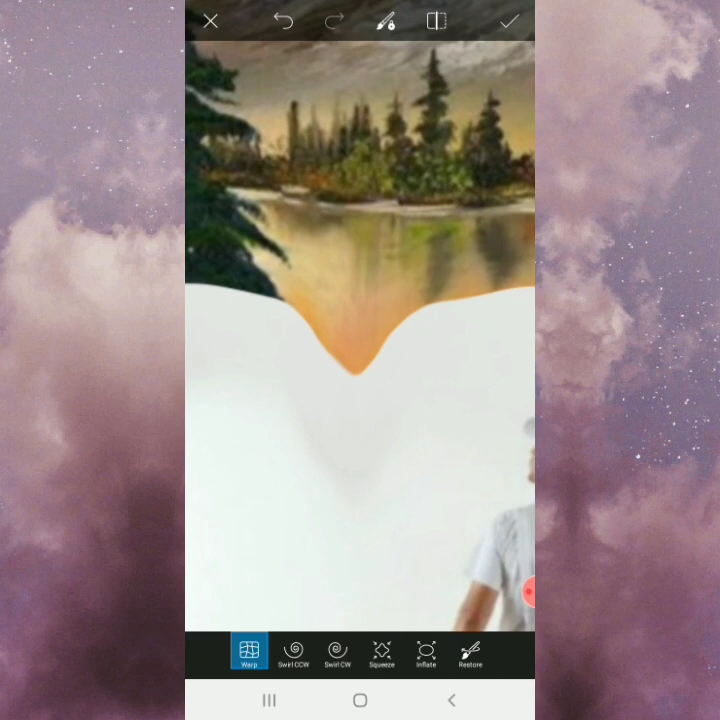 Warp
Swirl CCW
Swirl CW
Squeeze
Inflate
Restore